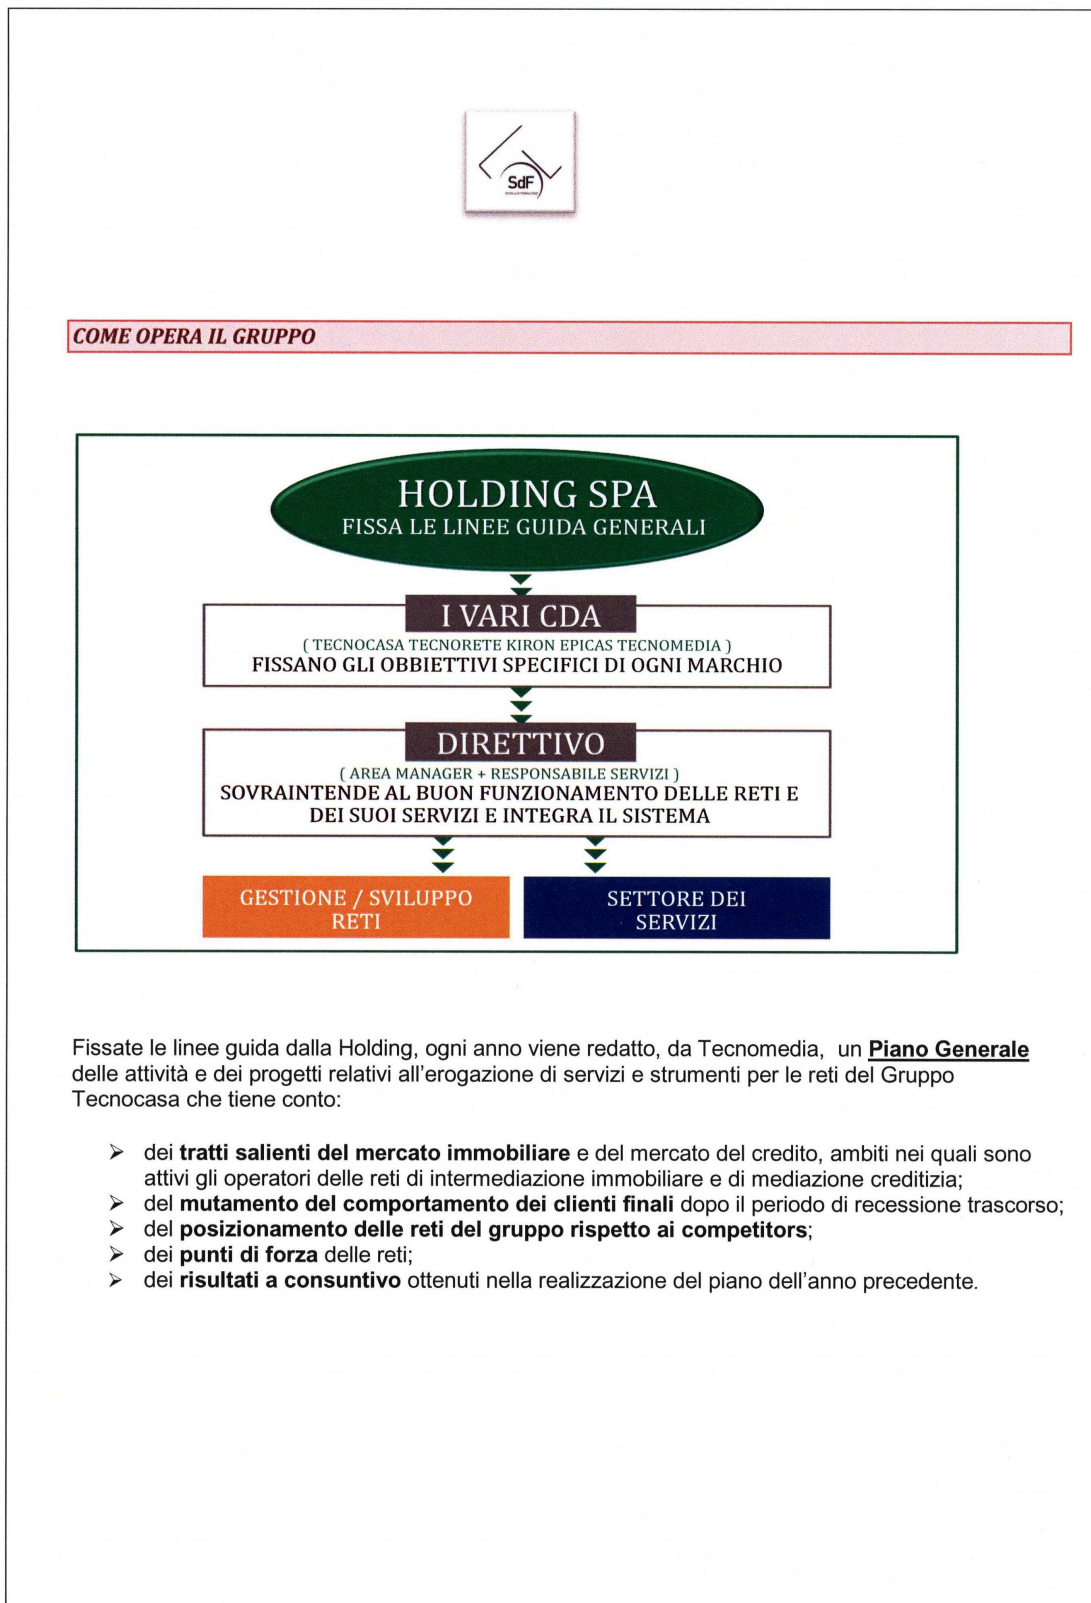 SdF
COME OPERA IL GRUPPO
HOLDING SPA
FISSA LE LINEE GUIDA GENERALI
I VARI CDA
( TECNOCASA TECNORETE KIRON EPICAS TECNOMEDIA )
FISSANO GLI OBBIETTIVI SPECIFICI DI OGNI MARCHIO
DIRETTIVO
( AREA MANAGER + RESPONSABILE SERVIZI )
SOVRAINTENDE AL BUON FUNZIONAMENTO DELLE RETI E
DEI SUOI SERVIZI E INTEGRA IL SISTEMA
GESTIONE / SVILUPPO
RETI
SETTORE DEI
SERVIZI
Fissate le linee guida dalla Holding, ogni anno viene redatto, da Tecnomedia, un Piano Generale
delle attività e dei progetti relativi all'erogazione di servizi e strumenti per le reti del Gruppo
Tecnocasa che tiene conto:
➢ dei tratti salienti del mercato immobiliare e del mercato del credito, ambiti nei quali sono
attivi gli operatori delle reti di intermediazione immobiliare e di mediazione creditizia;
➢ del mutamento del comportamento dei clienti finali dopo il periodo di recessione trascorso;
➢ del posizionamento delle reti del gruppo rispetto ai competitors;
➢ dei punti di forza delle reti;
➢ dei risultati a consuntivo ottenuti nella realizzazione del piano dell'anno precedente.